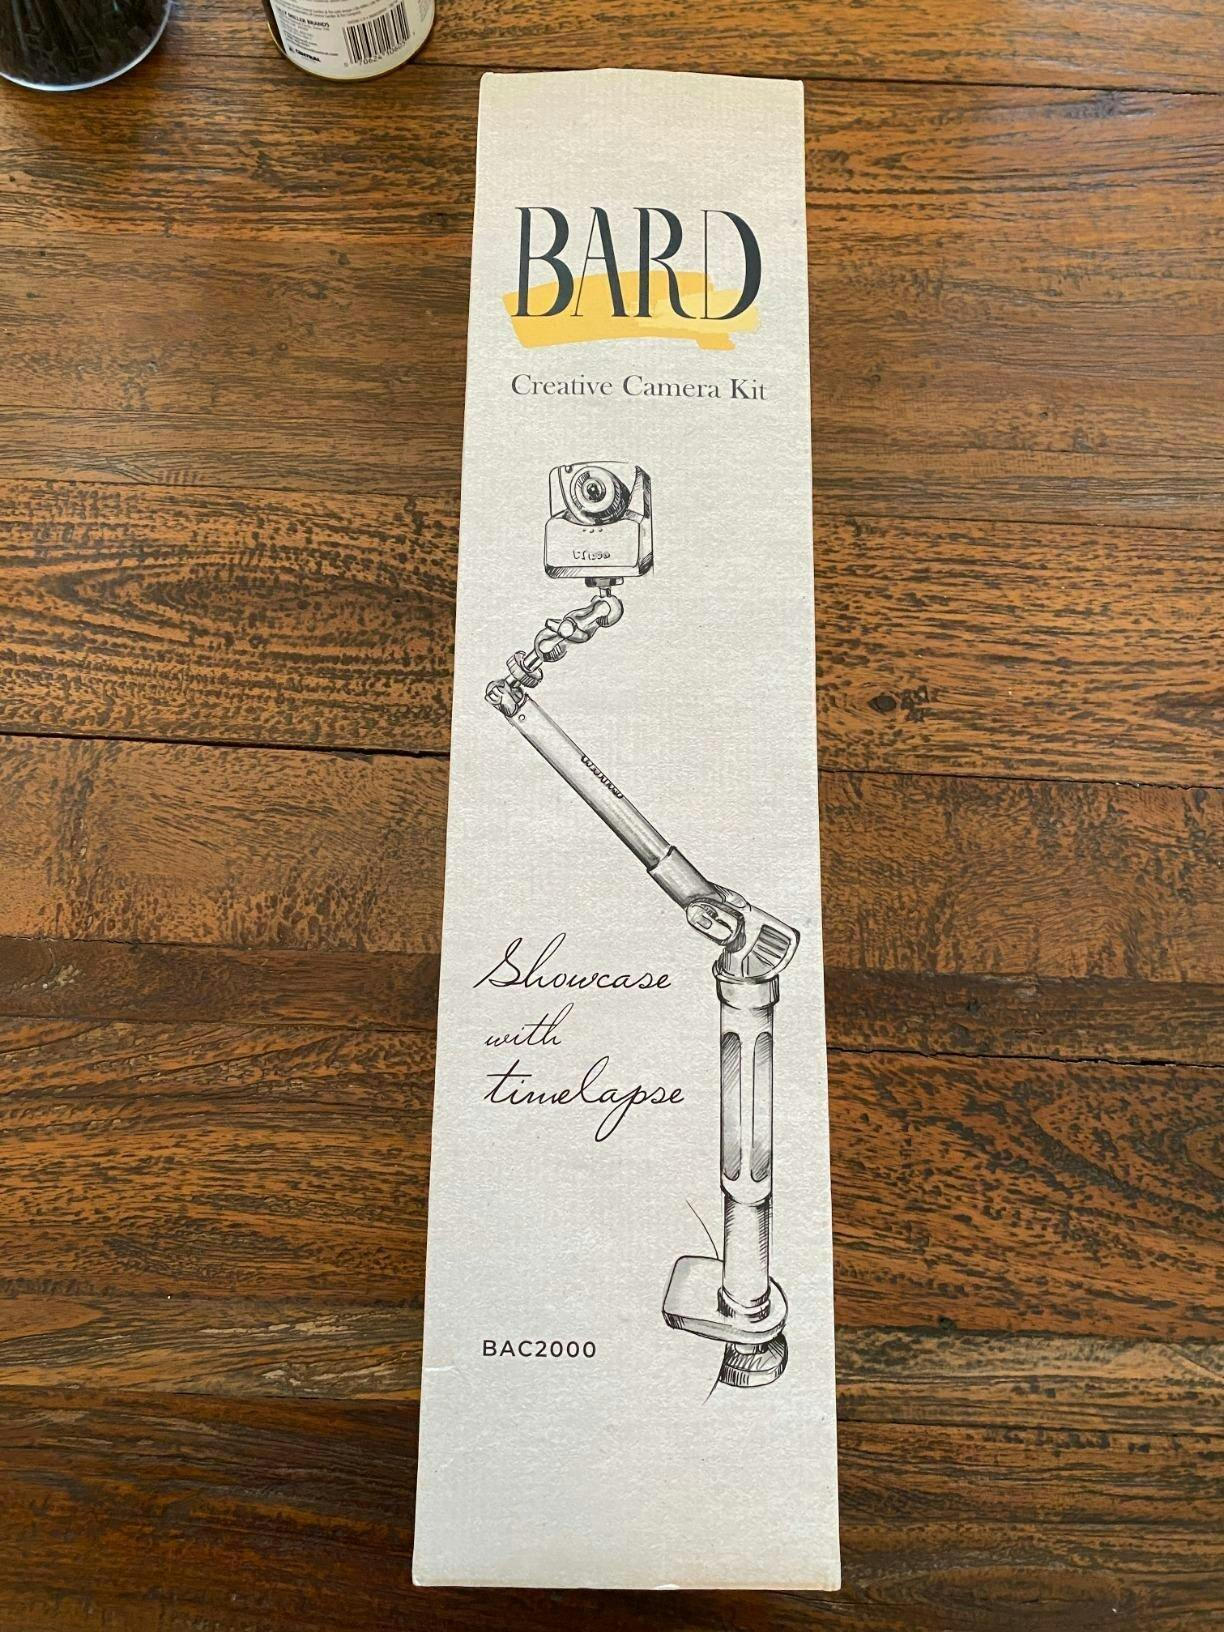 BARD
Creative Camera Kit
Showcase
with
timelapse
BAC2000